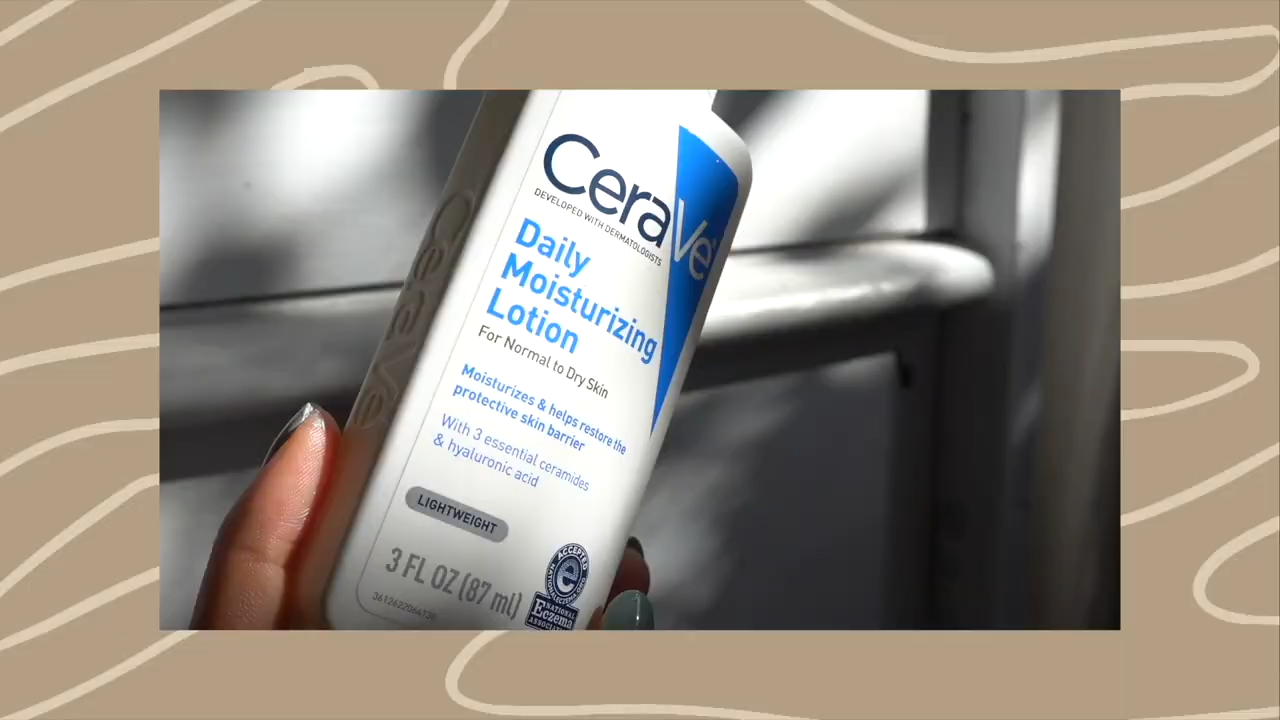 CeraVe
DEVELOPED WITH DERMATOLOGISTS
Daily
Moisturizing
Lotion
For Normal to Dry Skin
Moisturizes & helps restore the
protective skin barrier
With 3 essential ceramides
& hyaluronic acid
LIGHTWEIGHT
3 FL OZ (87 ml)
ACCEPTED
e
NATIONAL
Eczema
CeraVe